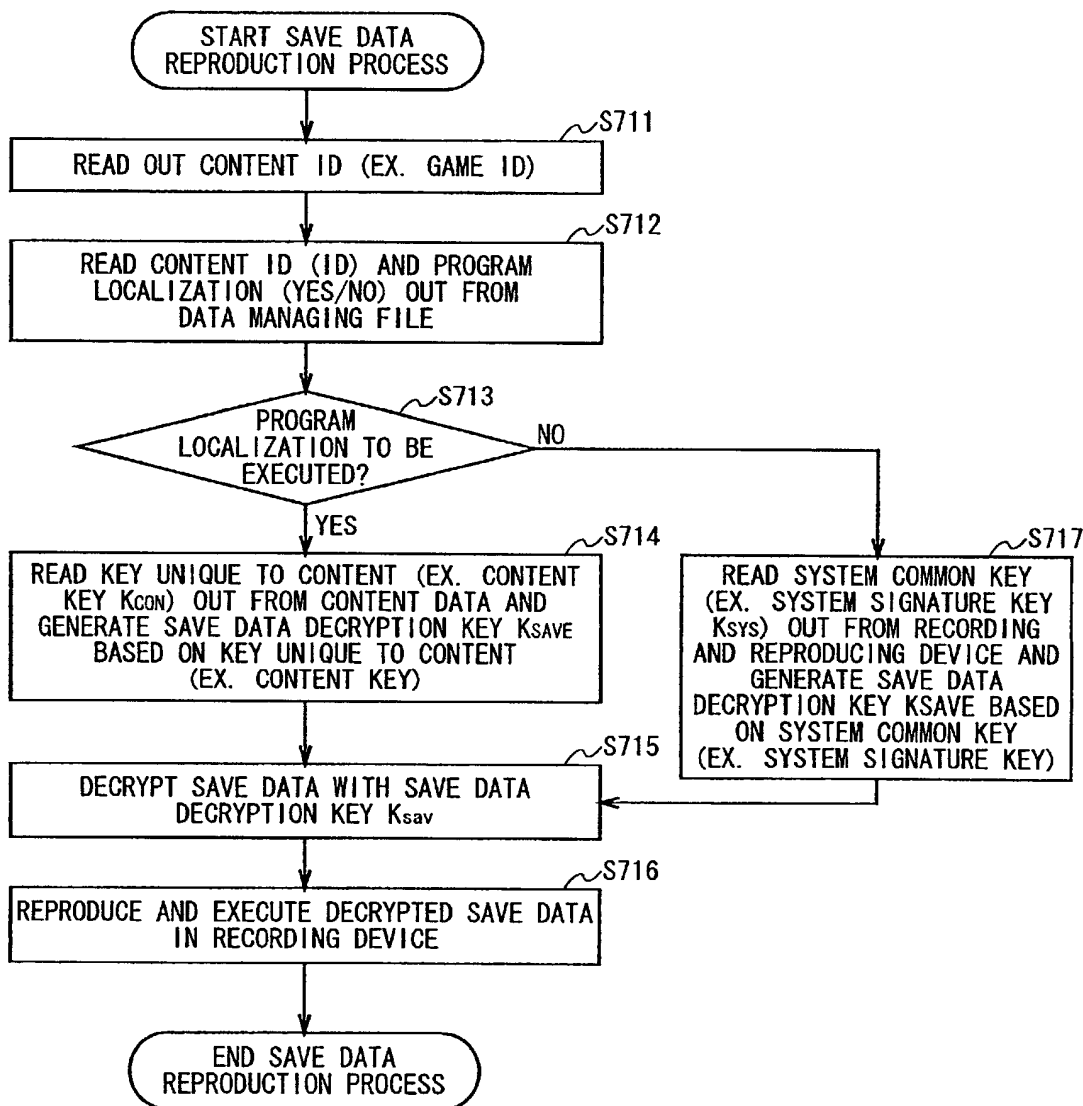 START SAVE DATA
REPRODUCTION PROCESS
S711
READ OUT CONTENT ID (EX. GAME ID)
S712
READ CONTENT ID (ID) AND PROGRAM
LOCALIZATION (YES/NO) OUT FROM
DATA MANAGING FILE
S713
PROGRAM
LOCALIZATION TO BE
EXECUTED?
NO
YES
S714
READ KEY UNIQUE TO CONTENT (EX. CONTENT
KEY KCON) OUT FROM CONTENT DATA AND
GENERATE SAVE DATA DECRYPTION KEY KSAVE
BASED ON KEY UNIQUE TO CONTENT
(EX. CONTENT KEY)
S717
READ SYSTEM COMMON KEY
(EX. SYSTEM SIGNATURE KEY
KSYS) OUT FROM RECORDING
AND REPRODUCING DEVICE AND
GENERATE SAVE DATA
DECRYPTION KEY KSAVE BASED
ON SYSTEM COMMON KEY
(EX. SYSTEM SIGNATURE KEY)
S715
DECRYPT SAVE DATA WITH SAVE DATA
DECRYPTION KEY Ksav
S716
REPRODUCE AND EXECUTE DECRYPTED SAVE DATA
IN RECORDING DEVICE
END SAVE DATA
REPRODUCTION PROCESS